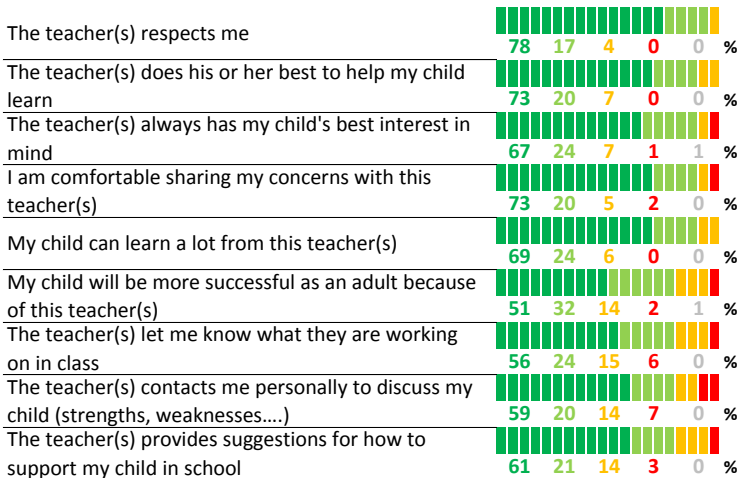 The teacher(s) respects me
78 17 4 0 0 %
The teacher(s) does his or her best to help my child
learn
73 20 7 0 0 %
The teacher(s) always has my child's best interest in
mind
67 24 7 1 1 %
I am comfortable sharing my concerns with this
teacher(s)
73 20 5 2 0 %
My child can learn a lot from this teacher(s)
69 24 6 0 0 %
My child will be more successful as an adult because
of this teacher(s)
51 32 14 2 1 %
The teacher(s) let me know what they are working
on in class
56 24 15 6 0 %
The teacher(s) contacts me personally to discuss my
child (strengths, weaknesses....)
59 20 14 7 0 %
The teacher(s) provides suggestions for how to
support my child in school
61 21 14 3 0 %